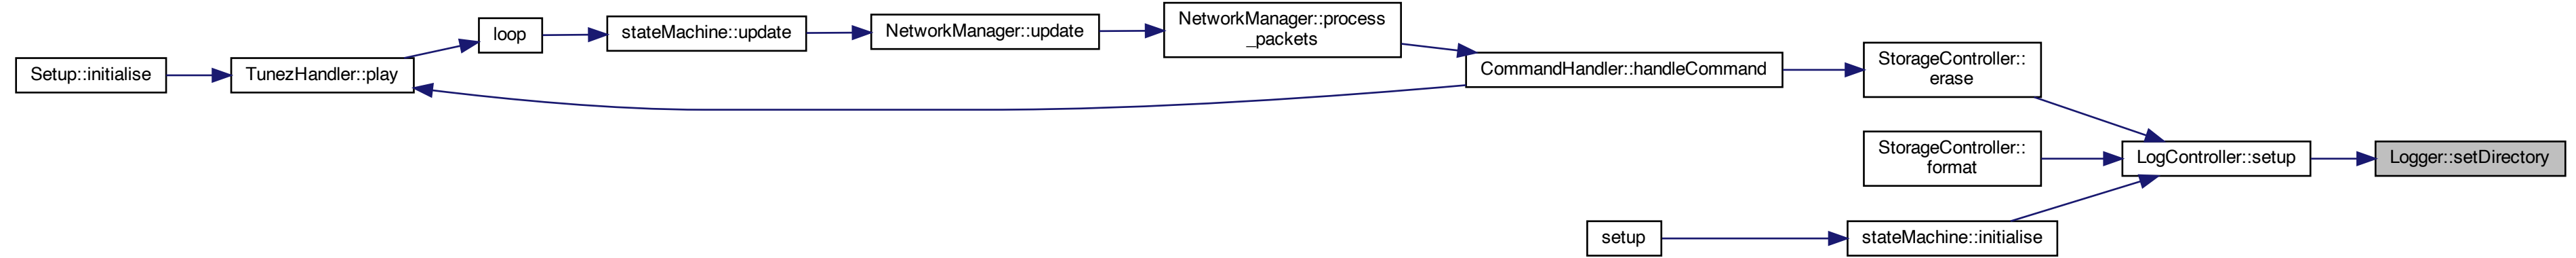 NetworkManager::process
_packets
loop
stateMachine::update
NetworkManager::update
Setup::initialise
TunezHandler::play
CommandHandler::handleCommand
StorageController::
erase
StorageController::
format
LogController::setup
Logger::setDirectory
setup
stateMachine::initialise